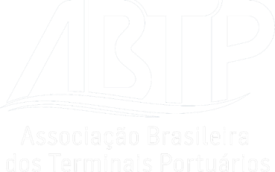 ABTP
Associação Brasileira
dos Terminais Portuários